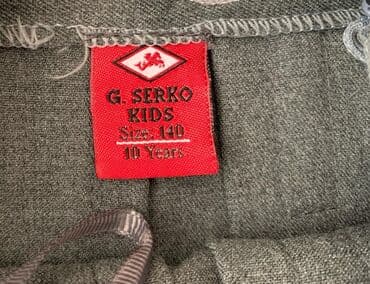 G. SERKO
KIDS
Size: 140
10 Years